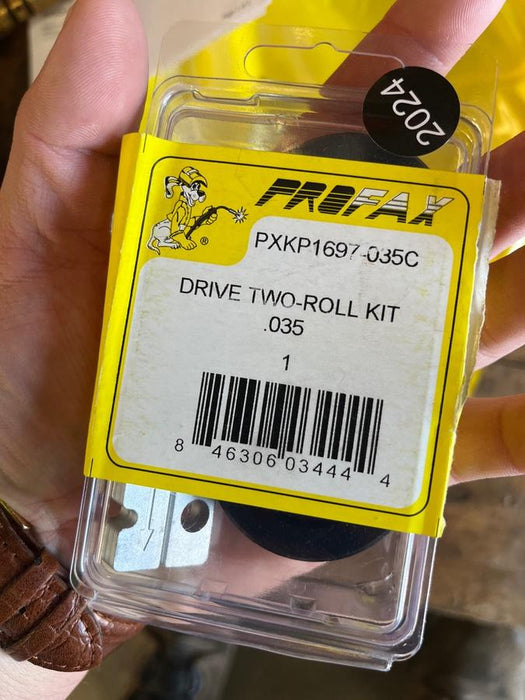 2024
PROFAX
®
PXKP1697-035C
DRIVE TWO-ROLL KIT
.035
1
8 46306 03444 4